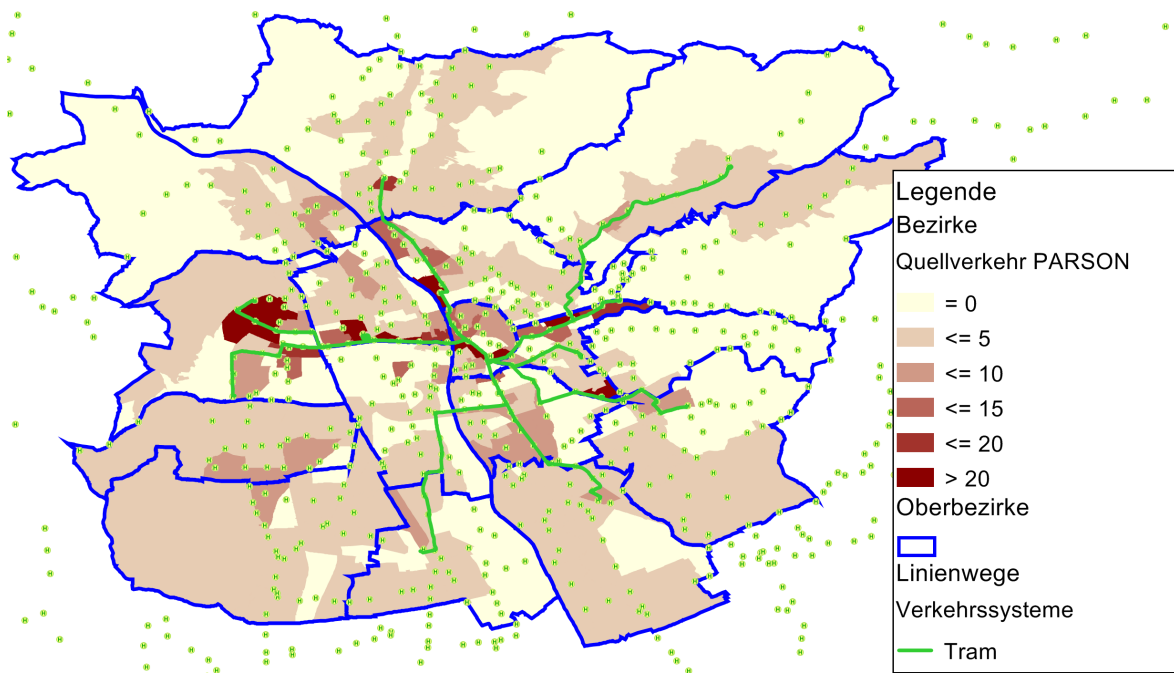 Legende
Bezirke
Quellverkehr PARSON
= 0
<= 5
<= 10
<= 15
<= 20
> 20
Oberbezirke
Linienwege
Verkehrssysteme
Tram